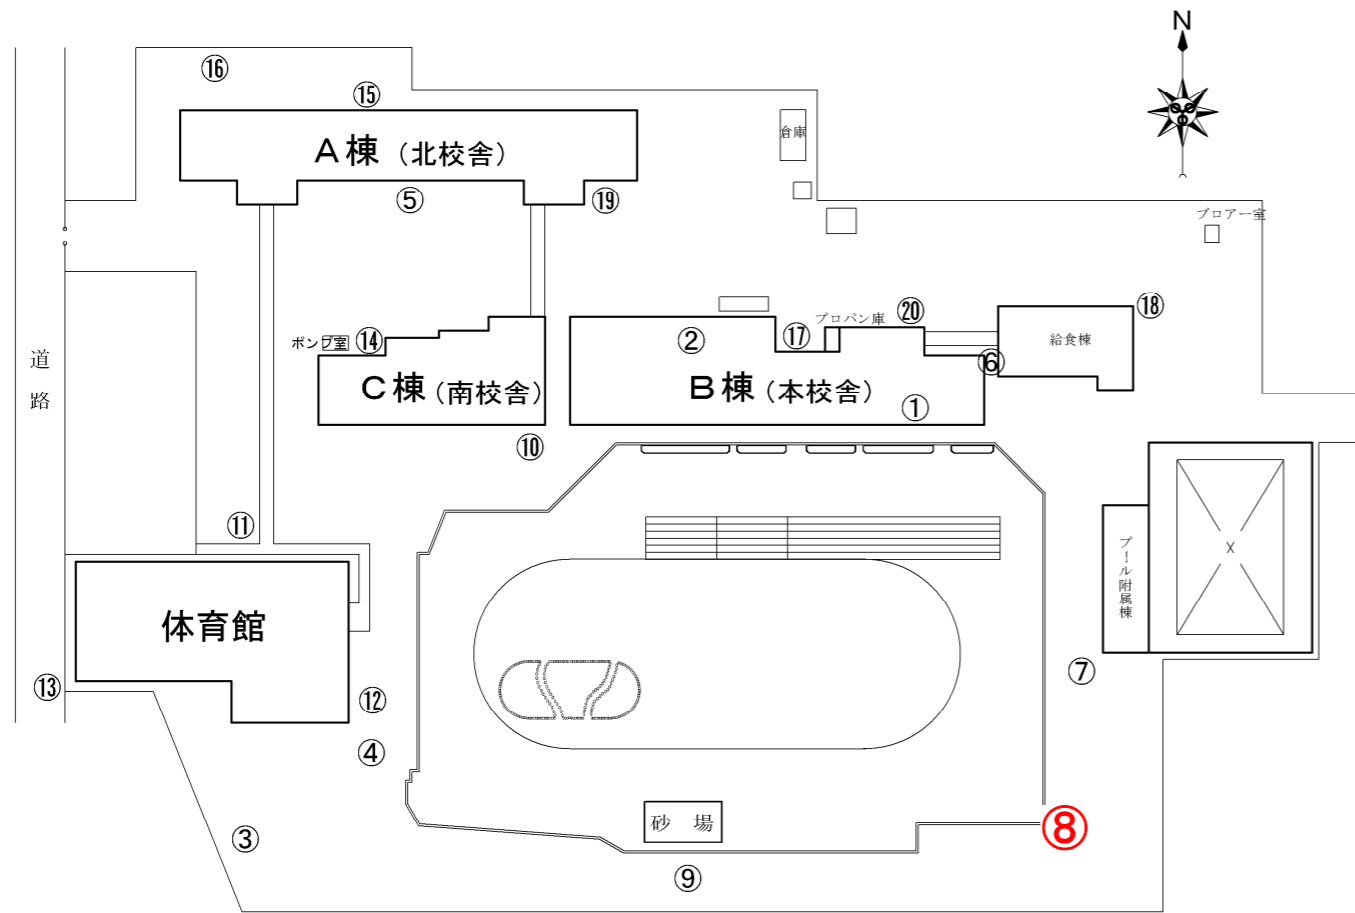 N
⑯
⑮
倉庫
A棟（北校舎）
⑤
⑲
ブロアー室
⑱
⑳
プロパン庫
⑰
②
⑭
ポンプ室
給食棟
⑥
道路
C棟（南校舎）
B棟（本校舎）
①
⑩
⑪
プール附属棟
X
体育館
⑦
⑬
⑫
④
砂　場
⑧
③
⑨